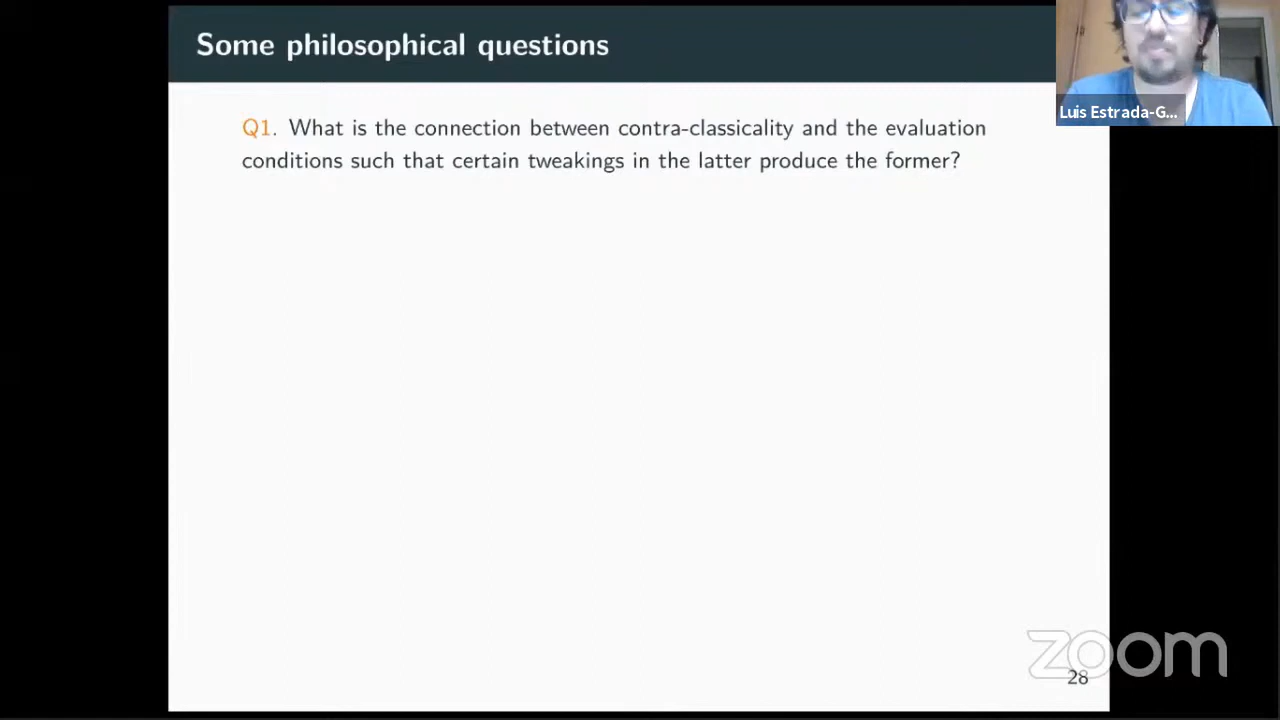 Some philosophical questions
Q1. What is the connection between contra-classicality and the evaluation
conditions such that certain tweakings in the latter produce the former?
Luis Estrada-G...
zoom
28